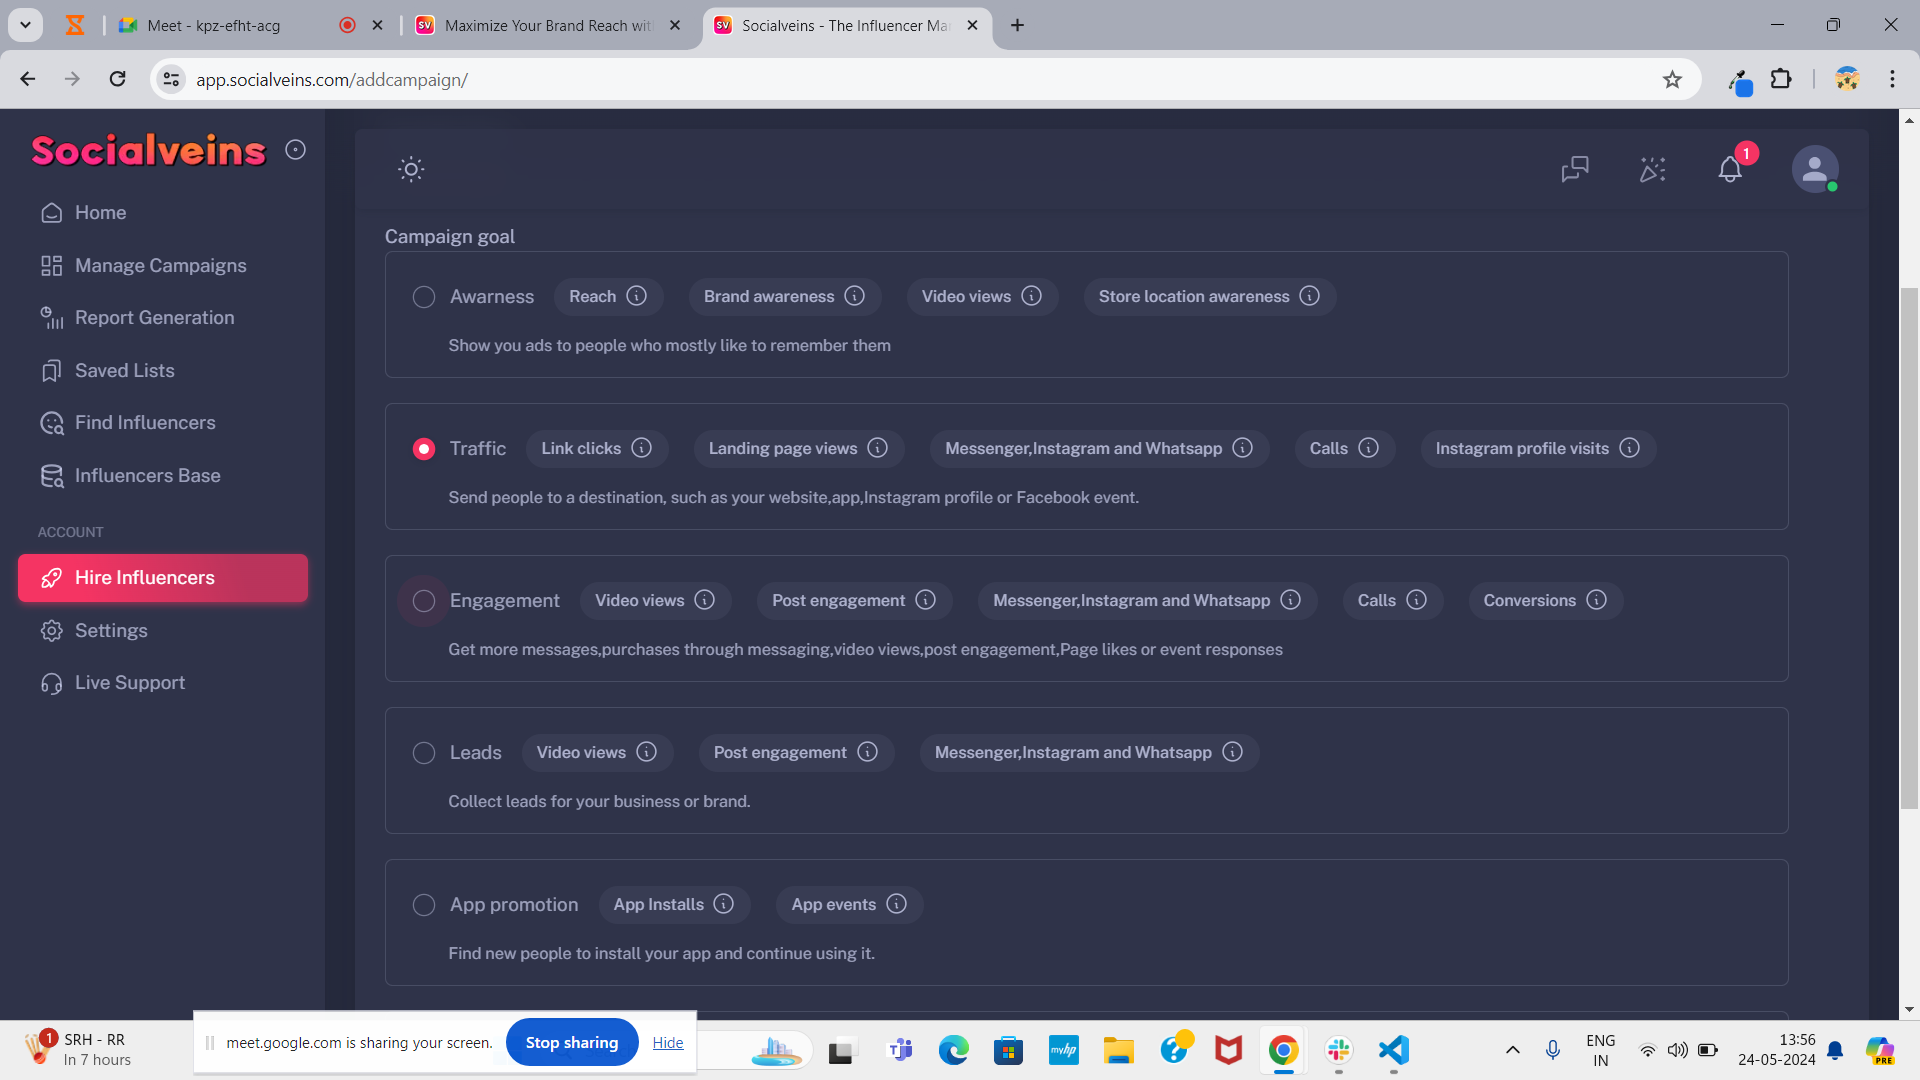 Meet - kpz-efht-acg
Maximize Your Brand Reach wit
Socialveins - The Influencer Ma
app.socialveins.com/addcampaign/
Socialveins
Home
Manage Campaigns
Report Generation
Saved Lists
Find Influencers
Influencers Base
ACCOUNT
Hire Influencers
Settings
Live Support
1
Campaign goal
Awarness Reach Brand awareness Video views Store location awareness
Show you ads to people who mostly like to remember them
Traffic Link clicks Landing page views Messenger,Instagram and Whatsapp Calls Instagram profile visits
Send people to a destination, such as your website,app,Instagram profile or Facebook event.
Engagement Video views Post engagement Messenger,Instagram and Whatsapp Calls Conversions
Get more messages,purchases through messaging,video views,post engagement,Page likes or event responses
Leads Video views Post engagement Messenger,Instagram and Whatsapp
Collect leads for your business or brand.
App promotion App Installs App events
Find new people to install your app and continue using it.
1
SRH - RR
In 7 hours
meet.google.com is sharing your screen. Stop sharing Hide
myhp
ENG
IN
13:56
24-05-2024
PRE